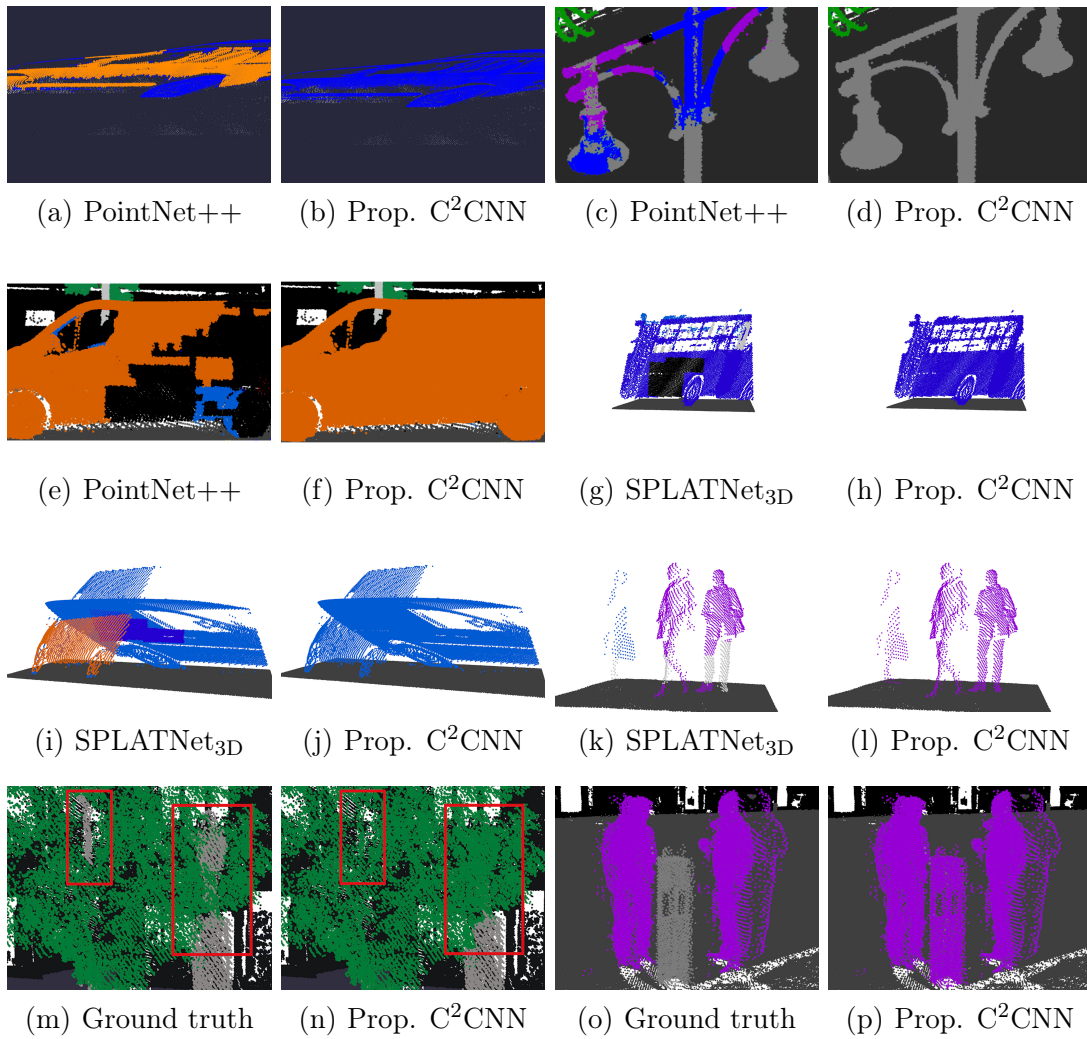 (a) PointNet++ (b) Prop. C²CNN (c) PointNet++ (d) Prop. C²CNN
(e) PointNet++ (f) Prop. C²CNN (g) SPLATNet₃D (h) Prop. C²CNN
(i) SPLATNet₃D (j) Prop. C²CNN (k) SPLATNet₃D (l) Prop. C²CNN
(m) Ground truth (n) Prop. C²CNN (o) Ground truth (p) Prop. C²CNN